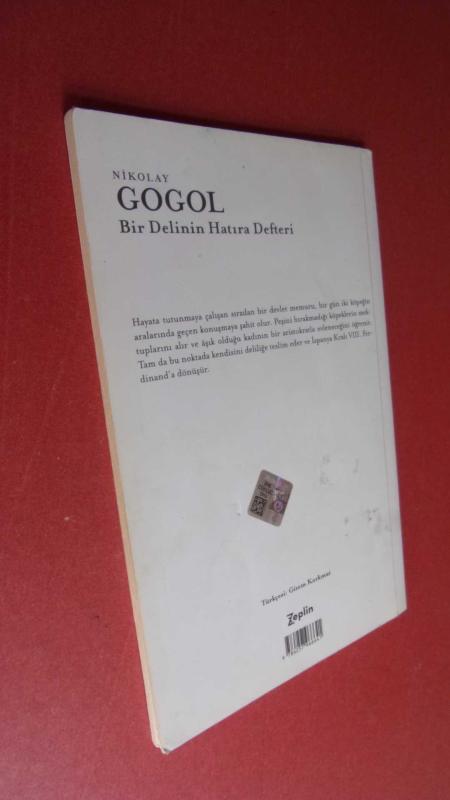 NİKOLAY
GOGOL
Bir Delinin Hatıra Defteri
Hayata tutunmaya çalışan sıradan bir devlet memuru, bir gün iki köpeğin
aralarında geçen konuşmaya şahit olur. Peşini bırakmadığı köpeklerin mek-
tuplarını alır ve âşık olduğu kadının bir aristokratla evleneceğini öğrenir.
Tam da bu noktada kendisini deliliğe teslim eder ve İspanya Kralı VIII. Fer-
dinand'a dönüşür.
Türkçesi: Gizem Korkmaz
Zeplin